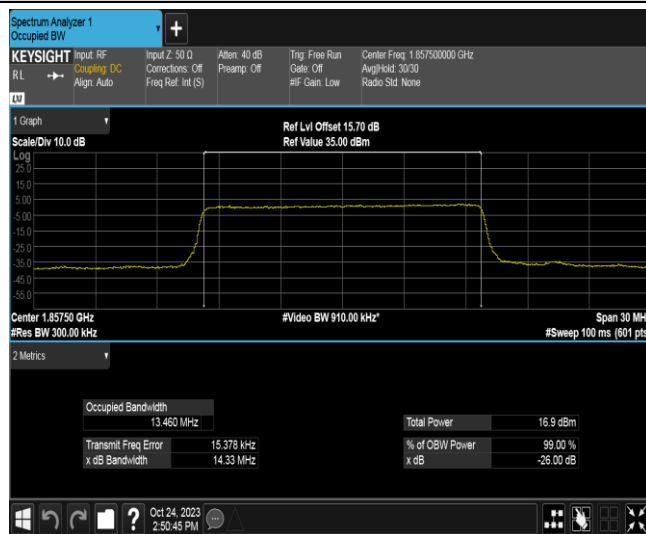 Spectrum Analyzer 1
Occupied BW
KEYSIGHT
Input: RF
Coupling: DC
Align: Auto
Input Z: 50 Ω
Corrections: Off
Freq Ref: Int (S)
Atten: 40 dB
Preamp: Off
Trig: Free Run
Gate: Off
#IF Gain: Low
Center Freq: 1.857500000 GHz
Avg|Hold: 30/30
Radio Std: None
RL
LXI
1 Graph
Scale/Div 10.0 dB
Ref Lvl Offset 15.70 dB
Ref Value 35.00 dBm
Log
25.0
15.0
5.00
-5.00
-15.0
-25.0
-35.0
-45.0
-55.0
Center 1.85750 GHz
#Res BW 300.00 kHz
#Video BW 910.00 kHz*
Span 30 MH
#Sweep 100 ms (601 pts
2 Metrics
Occupied Bandwidth
13.460 MHz
Transmit Freq Error 15.378 kHz
x dB Bandwidth 14.33 MHz
Total Power 16.9 dBm
% of OBW Power 99.00 %
x dB -26.00 dB
?
Oct 24, 2023
2:50:45 PM